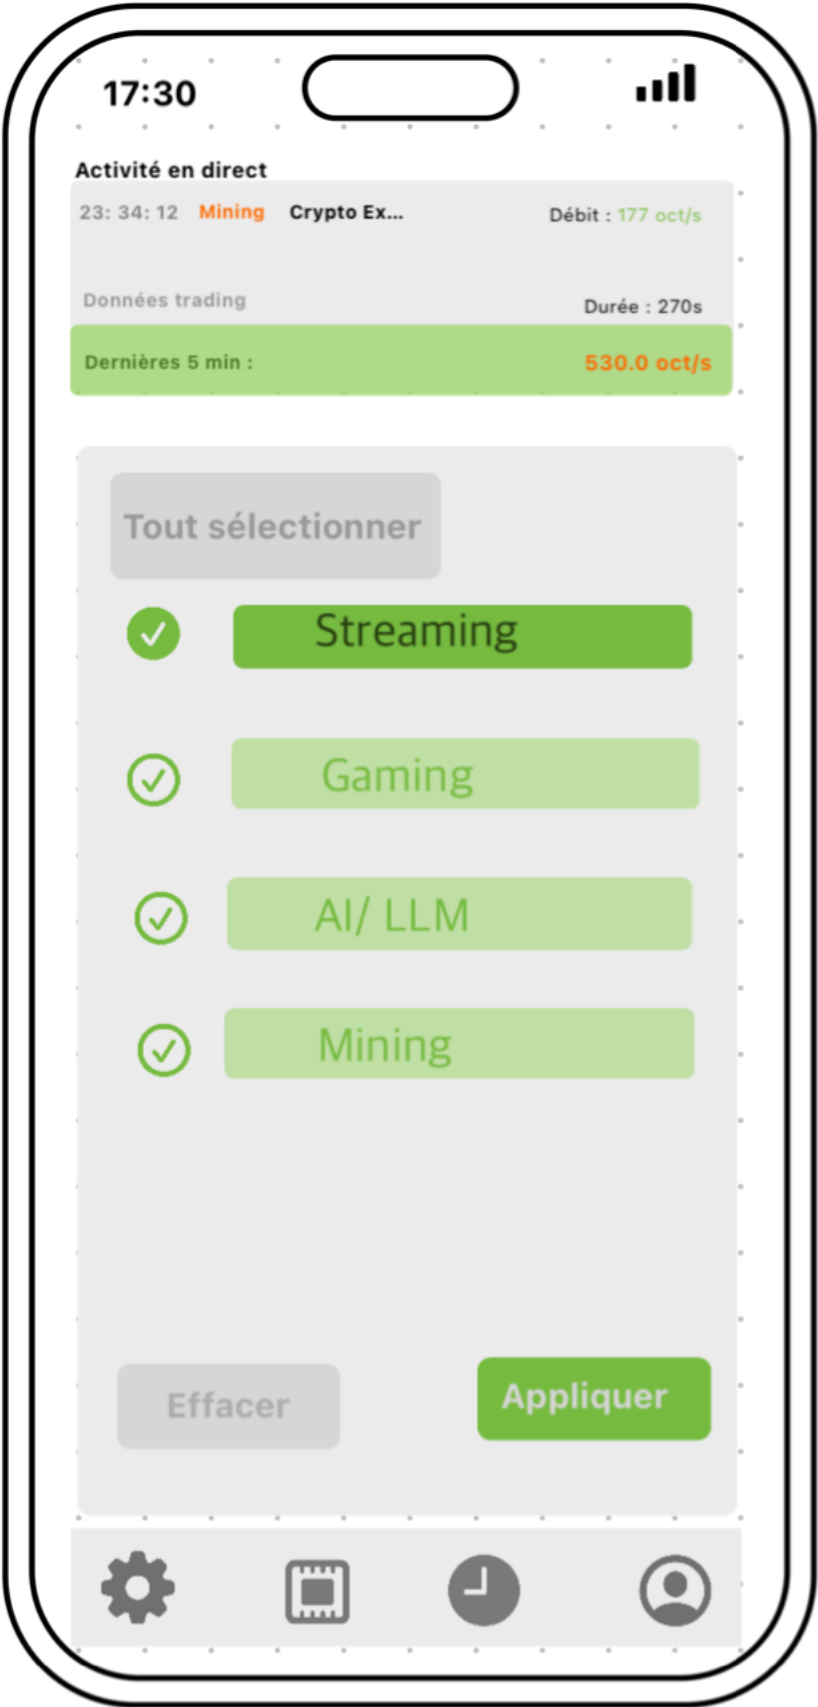 17:30
Activité en direct
23: 34: 12 Mining Crypto Ex... Débit : 177 oct/s
Données trading Durée : 270s
Dernières 5 min : 530.0 oct/s
Tout sélectionner
Streaming
Gaming
AI/ LLM
Mining
Effacer Appliquer